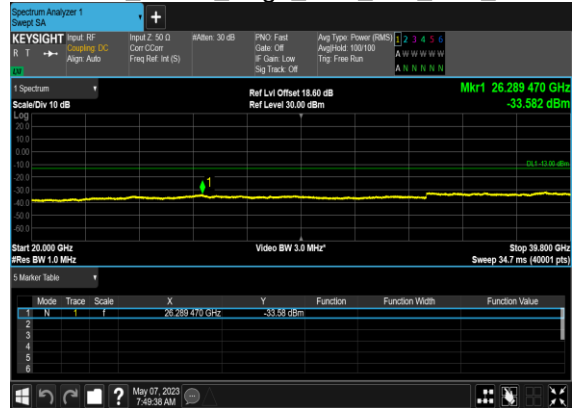 Spectrum Analyzer 1
Swept SA
+
KEYSIGHT Input: RF Input Z: 50 Ω #Atten: 30 dB PNO: Fast Avg Type: Power (RMS) 1 2 3 4 5 6
R T Coupling: DC Corr CCorr Gate: Off Avg|Hold: 100/100 A W W W W W
Align: Auto Freq Ref: Int (S) IF Gain: Low Trig: Free Run
Sig Track: Off A N N N N N
1 Spectrum Ref Lvl Offset 18.60 dB Mkr1 26.289 470 GHz
Scale/Div 10 dB Ref Level 30.00 dBm -33.582 dBm
Log
20.0
10.0
0.00
-10.0 DL1 -13.00 dBm
-20.0
-30.0 1
-40.0
-50.0
-60.0
Start 20.000 GHz Video BW 3.0 MHz* Stop 39.800 GHz
#Res BW 1.0 MHz Sweep 34.7 ms (40001 pts)
5 Marker Table
Mode Trace Scale X Y Function Function Width Function Value
1 N 1 f 26.289 470 GHz -33.58 dBm
2
3
4
5
6
? May 07, 2023
7:49:38 AM